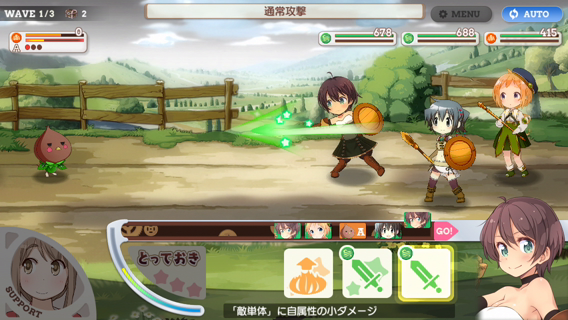 WAVE 1/3 2
通常攻撃
MENU
AUTO
0
A
678
688
415
A
GO!
とっておき
SUPPORT
「敵単体」に自属性の小ダメージ